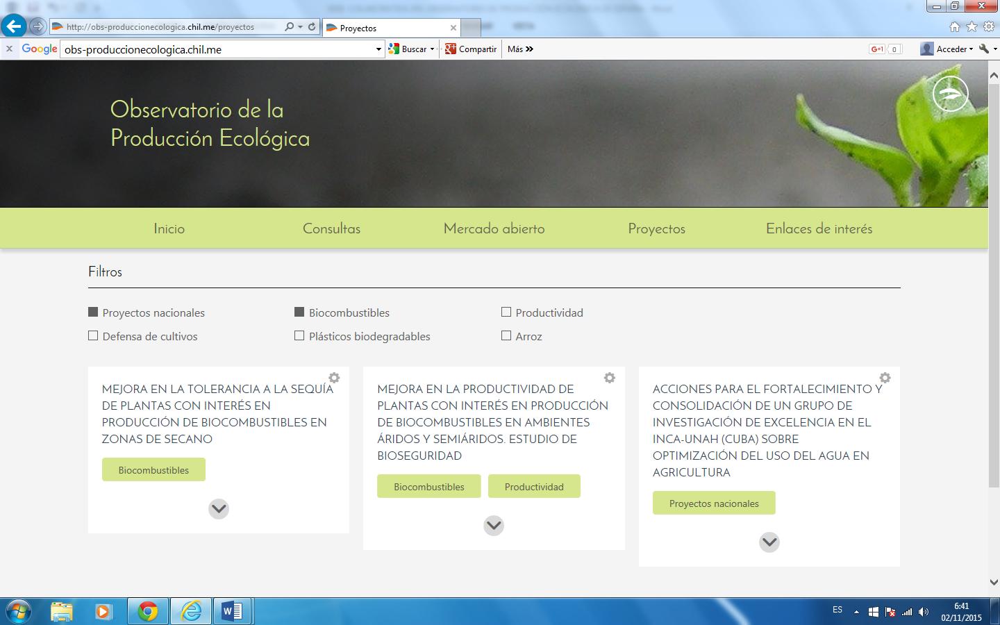 http://obs-produccionecologica.chil.me/proyectos
Proyectos
Google
obs-produccionecologica.chil.me
Buscar
Compartir
Más
G+1
0
Acceder
Observatorio de la
Producción Ecológica
Inicio
Consultas
Mercado abierto
Proyectos
Enlaces de interés
Filtros
Proyectos nacionales
Biocombustibles
Productividad
Defensa de cultivos
Plásticos biodegradables
Arroz
MEJORA EN LA TOLERANCIA A LA SEQUÍA
DE PLANTAS CON INTERÉS EN
PRODUCCIÓN DE BIOCOMBUSTIBLES EN
ZONAS DE SECANO
Biocombustibles
MEJORA EN LA PRODUCTIVIDAD DE
PLANTAS CON INTERÉS EN PRODUCCIÓN
DE BIOCOMBUSTIBLES EN AMBIENTES
ÁRIDOS Y SEMIÁRIDOS. ESTUDIO DE
BIOSEGURIDAD
Biocombustibles
Productividad
ACCIONES PARA EL FORTALECIMIENTO Y
CONSOLIDACIÓN DE UN GRUPO DE
INVESTIGACIÓN DE EXCELENCIA EN EL
INCA-UNAH (CUBA) SOBRE
OPTIMIZACIÓN DEL USO DEL AGUA EN
AGRICULTURA
Proyectos nacionales
ES
6:41
02/11/2015